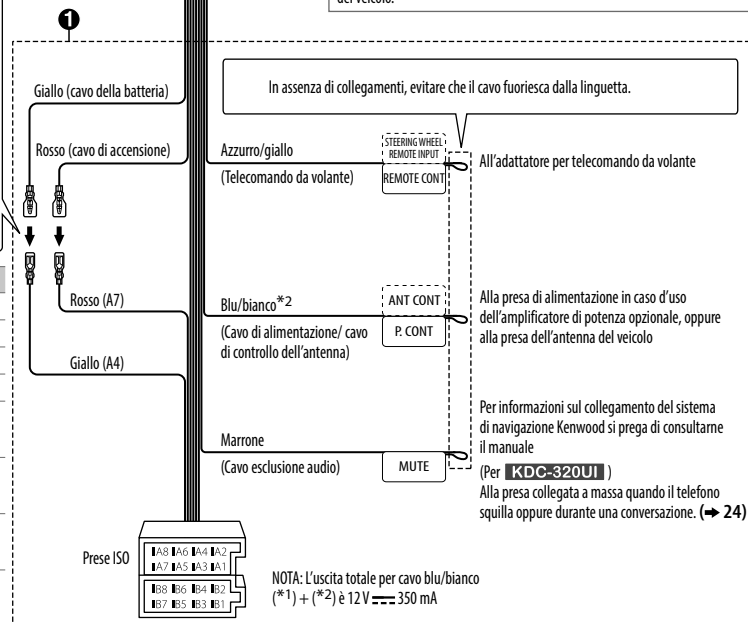 del veicolo.
1
In assenza di collegamenti, evitare che il cavo fuoriesca dalla linguetta.
Giallo (cavo della batteria)
Rosso (cavo di accensione)
Azzurro/giallo
(Telecomando da volante)
STEERING WHEEL
REMOTE INPUT
REMOTE CONT
All'adattatore per telecomando da volante
Rosso (A7)
Giallo (A4)
Blu/bianco*2
(Cavo di alimentazione/ cavo
di controllo dell'antenna)
ANT CONT
P. CONT
Alla presa di alimentazione in caso d'uso
dell'amplificatore di potenza opzionale, oppure
alla presa dell'antenna del veicolo
Marrone
(Cavo esclusione audio)
MUTE
Per informazioni sul collegamento del sistema
di navigazione Kenwood si prega di consultarne
il manuale
(Per KDC-320UI )
Alla presa collegata a massa quando il telefono
squilla oppure durante una conversazione. (➡ 24)
Prese ISO
A8 A6 A4 A2
A7 A5 A3 A1
B8 B6 B4 B2
B7 B5 B3 B1
NOTA: L'uscita totale per cavo blu/bianco
(*1) + (*2) è 12 V ⎓ 350 mA